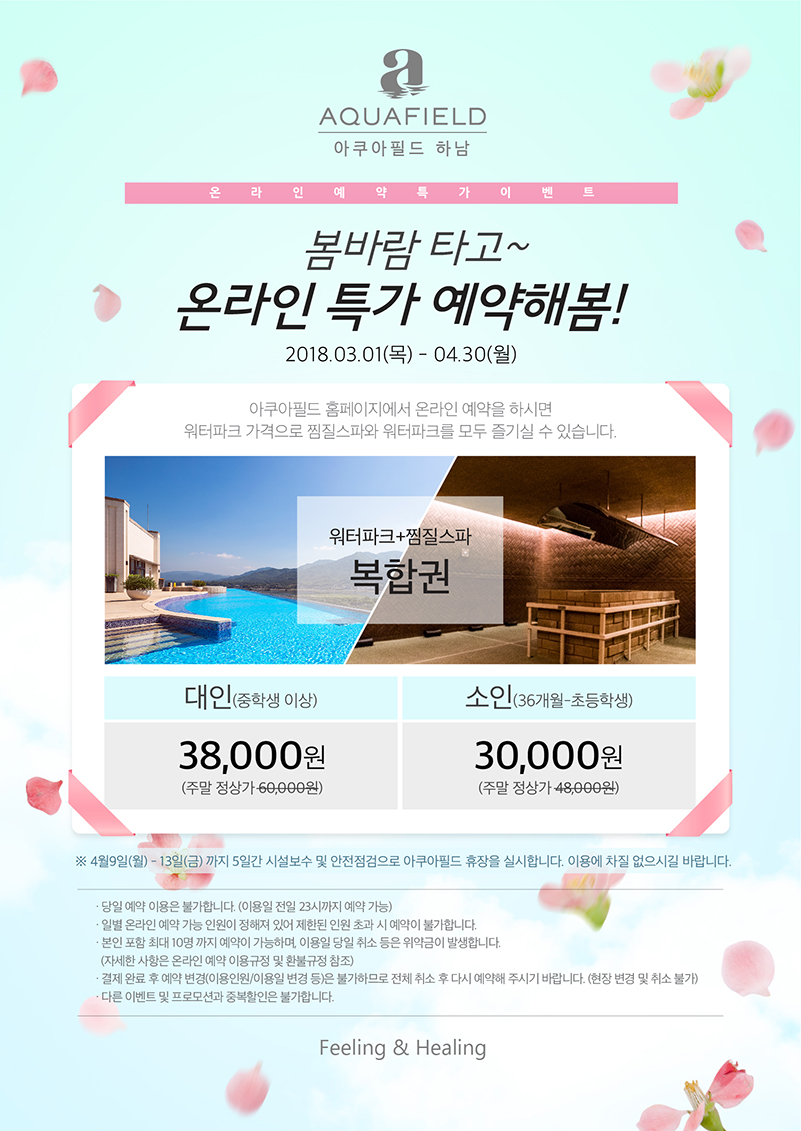 a
AQUAFIELD
아쿠아필드 하남
온라인예약특가이벤트
봄바람 타고~
온라인 특가 예약해봄!
2018.03.01(목) - 04.30(월)
아쿠아필드 홈페이지에서 온라인 예약을 하시면
워터파크 가격으로 찜질스파와 워터파크를 모두 즐기실 수 있습니다.
워터파크+찜질스파
복합권
대인(중학생 이상)
38,000원
(주말 정상가 60,000원)
소인(36개월-초등학생)
30,000원
(주말 정상가 48,000원)
※ 4월9일(월) - 13일(금) 까지 5일간 시설보수 및 안전점검으로 아쿠아필드 휴장을 실시합니다. 이용에 차질 없으시길 바랍니다.
· 당일 예약 이용은 불가합니다. (이용일 전일 23시까지 예약 가능)
· 일별 온라인 예약 가능 인원이 정해져 있어 제한된 인원 초과 시 예약이 불가합니다.
· 본인 포함 최대 10명 까지 예약이 가능하며, 이용일 당일 취소 등은 위약금이 발생합니다.
(자세한 사항은 온라인 예약 이용규정 및 환불규정 참조)
· 결제 완료 후 예약 변경(이용인원/이용일 변경 등)은 불가하므로 전체 취소 후 다시 예약해 주시기 바랍니다. (현장 변경 및 취소 불가)
· 다른 이벤트 및 프로모션과 중복할인은 불가합니다.
Feeling & Healing